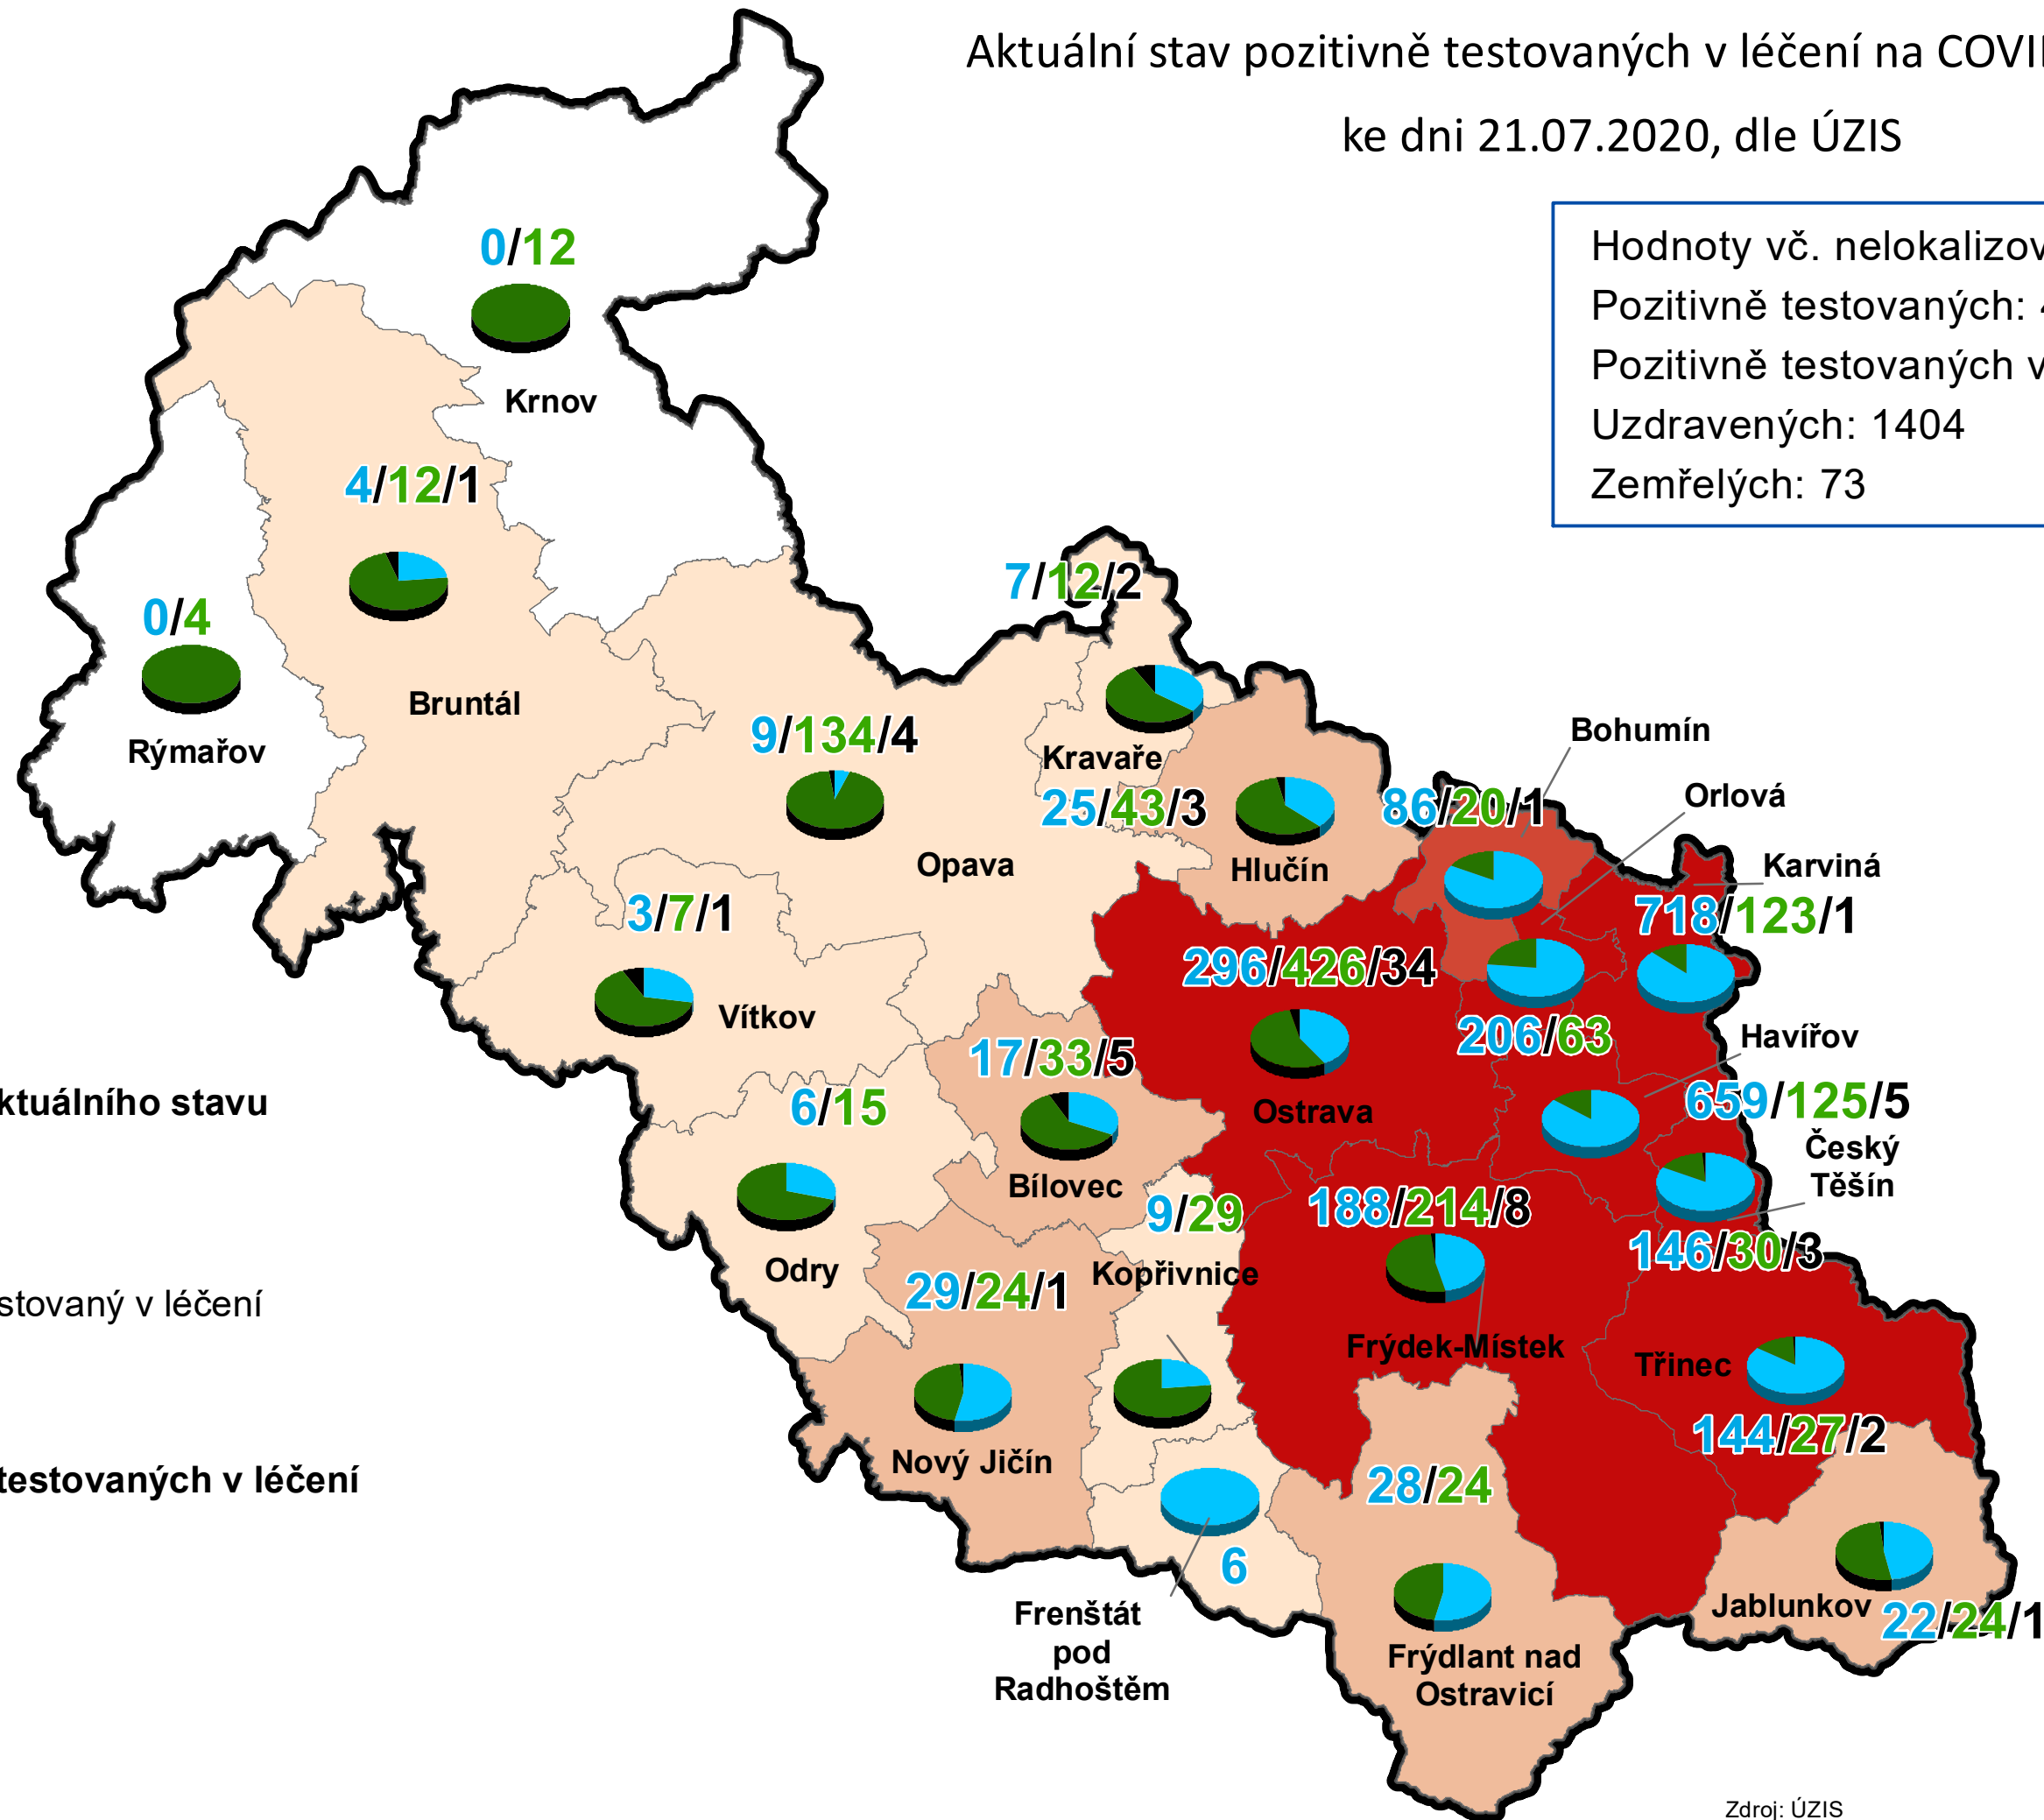 Aktuální stav pozitivně testovaných v léčení na
ke dni 21.07.2020, dle ÚZIS
Hodnoty vč.
Pozitivně testovaných:
Pozitivně testovaných
Uzdravených: 1404
Zemřelých: 73
0/12
Krnov
4/12/1
Bruntál
0/4
Rýmařov
7/12/2
Kravaře
9/134/4
Opava
25/43/3
Hlučín
Bohumín
86/20/1
Orlová
Karviná
718/123/1
3/7/1
Vítkov
296/426/34
Ostrava
206/63
Havířov
659/125/5
17/33/5
Bílovec
6/15
Odry
Český
Těšín
146/30/3
9/29
Kopřivnice
188/214/8
Frýdek-Místek
29/24/1
Nový Jičín
Třinec
144/27/2
28/24
Frýdlant nad
Ostravicí
6
Frenštát
pod
Radhoštěm
Jablunkov
22/24/1
stavu
v léčení
testovaných v léčení
Zdroj: ÚZIS